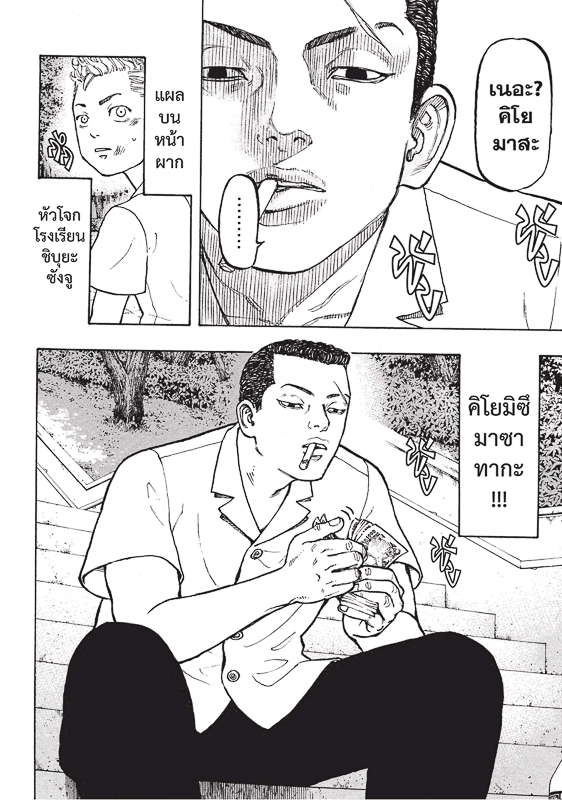 เนอะ?
คิโย
มาสะ
………
แผล
บน
หน้า
ผาก
หัวโจก
โรงเรียน
ชิบุยะ
ซังจู
คิโยมิซึ
มาซา
ทากะ
!!!